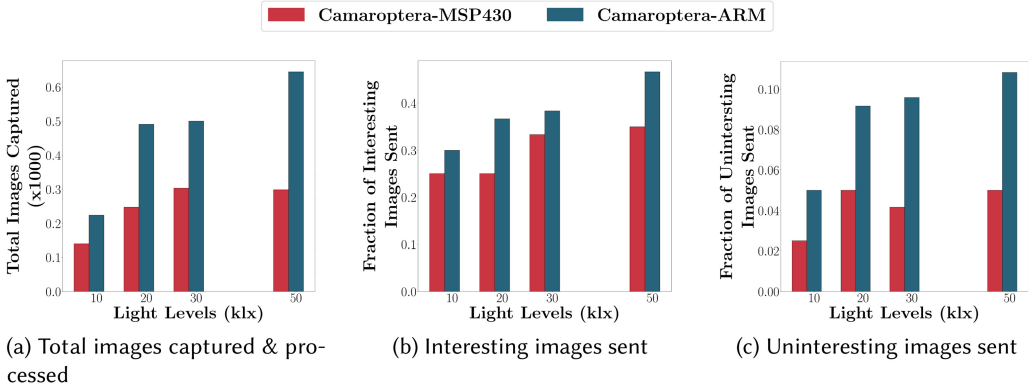 Camaroptera-MSP430 Camaroptera-ARM
Total Images Captured
(x1000)
0.6
0.5
0.4
0.3
0.2
0.1
0.0
10 20 30 50
Light Levels (klx)
(a) Total images captured & pro-
cessed
Fraction of Interesting
Images Sent
0.4
0.3
0.2
0.1
0.0
10 20 30 50
Light Levels (klx)
(b) Interesting images sent
Fraction of Unintersting
Images Sent
0.10
0.08
0.06
0.04
0.02
0.00
10 20 30 50
Light Levels (klx)
(c) Uninteresting images sent